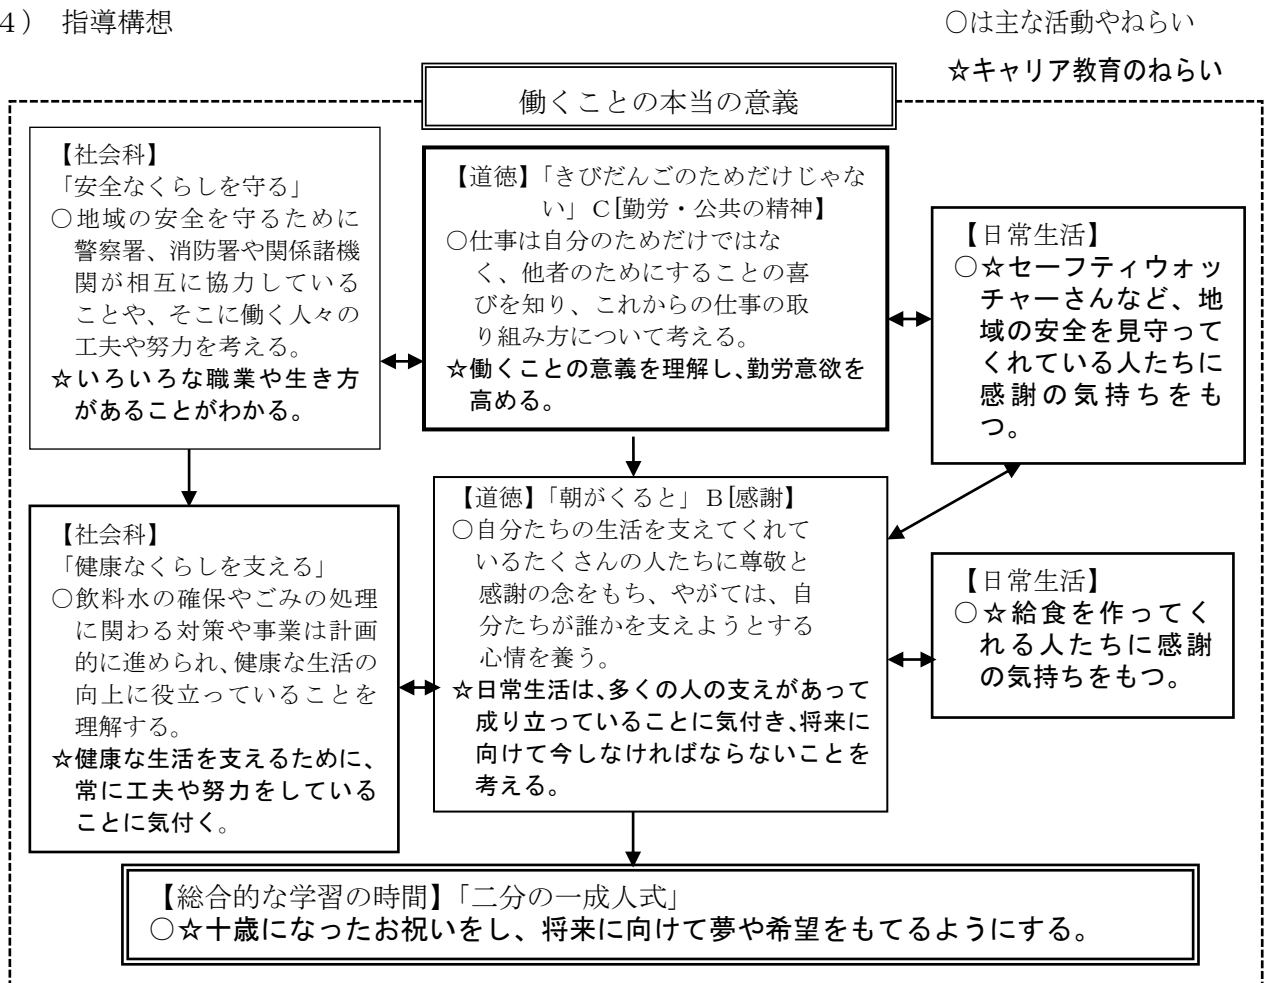 ４） 指導構想
○は主な活動やねらい
☆キャリア教育のねらい
働くことの本当の意義
【社会科】
「安全なくらしを守る」
○地域の安全を守るために
警察署、消防署や関係諸機
関が相互に協力している
ことや、そこに働く人々の
工夫や努力を考える。
☆いろいろな職業や生き方
があることがわかる。
【道徳】「きびだんごのためだけじゃな
い」 Ｃ[勤労・公共の精神】
○仕事は自分のためだけではな
く、他者のためにすることの喜
びを知り、これからの仕事の取
り組み方について考える。
☆働くことの意義を理解し、勤労意欲を
高める。
【日常生活】
○☆セーフティウォッ
チャーさんなど、地
域の安全を見守って
くれている人たちに
感謝の気持ちをも
つ。
【社会科】
「健康なくらしを支える」
○飲料水の確保やごみの処理
に関わる対策や事業は計画
的に進められ、健康な生活の
向上に役立っていることを
理解する。
☆健康な生活を支えるために、
常に工夫や努力をしている
ことに気付く。
【道徳】「朝がくると」 Ｂ[感謝】
○自分たちの生活を支えてくれて
いるたくさんの人たちに尊敬と
感謝の念をもち、やがては、自
分たちが誰かを支えようとする
心情を養う。
☆日常生活は、多くの人の支えがあって
成り立っていることに気付き、将来に
向けて今しなければならないことを
考える。
【日常生活】
○☆給食を作ってく
れる人たちに感謝
の気持ちをもつ。
【総合的な学習の時間】「二分の一成人式」
○☆十歳になったお祝いをし、将来に向けて夢や希望をもてるようにする。